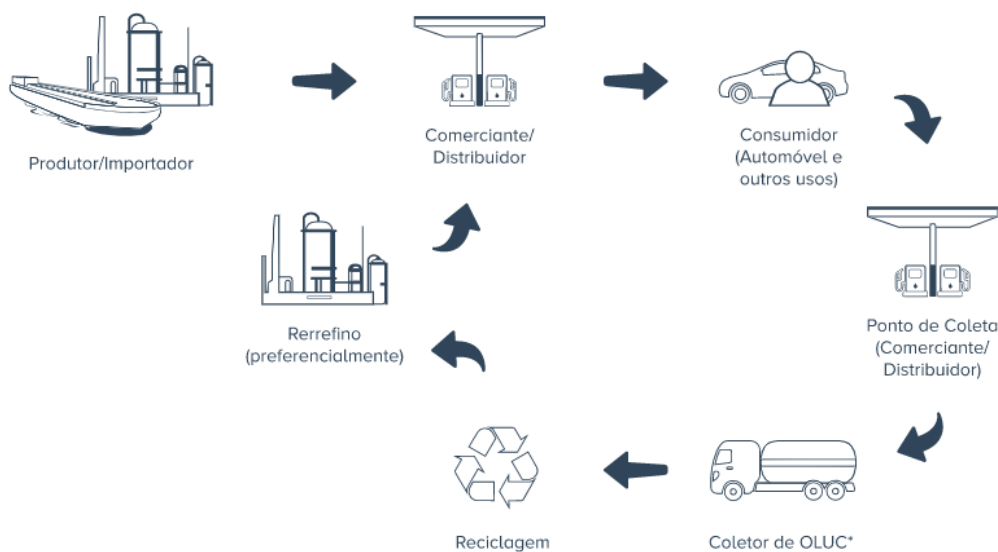 Produtor/Importador
Comerciante/
Distribuidor
Consumidor
(Automóvel e
outros usos)
Ponto de Coleta
(Comerciante/
Distribuidor)
Coletor de OLUC*
Reciclagem
Rerrefino
(preferencialmente)